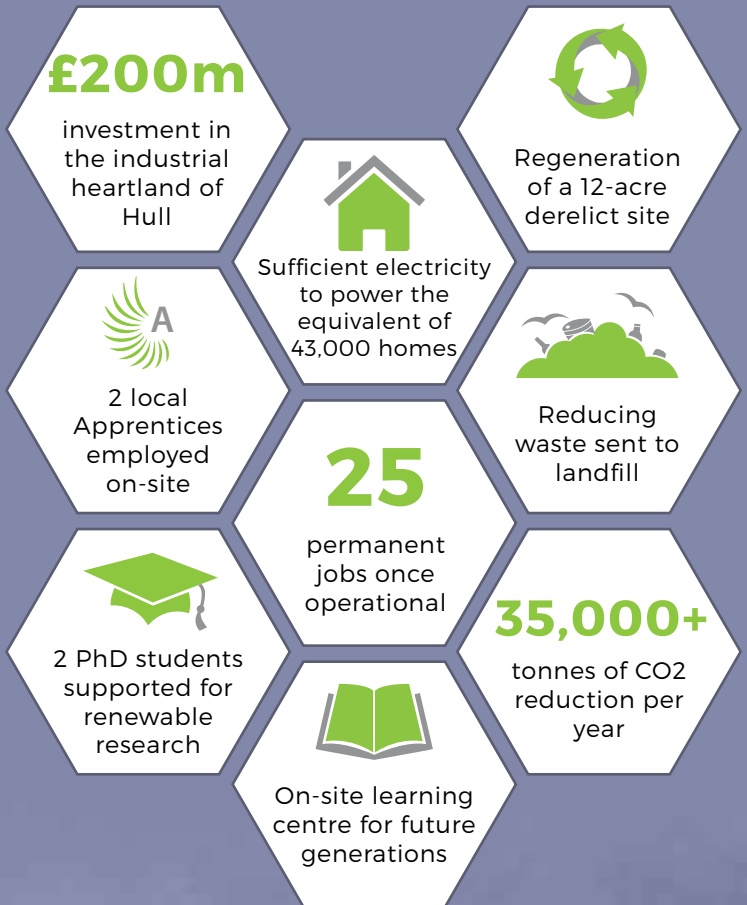 £200m
investment in
the industrial
heartland of
Hull
Regeneration
of a 12-acre
derelict site
Sufficient electricity
to power the
equivalent of
43,000 homes
A
2 local
Apprentices
employed
on-site
Reducing
waste sent to
landfill
25
permanent
jobs once
operational
2 PhD students
supported for
renewable
research
35,000+
tonnes of CO2
reduction per
year
On-site learning
centre for future
generations